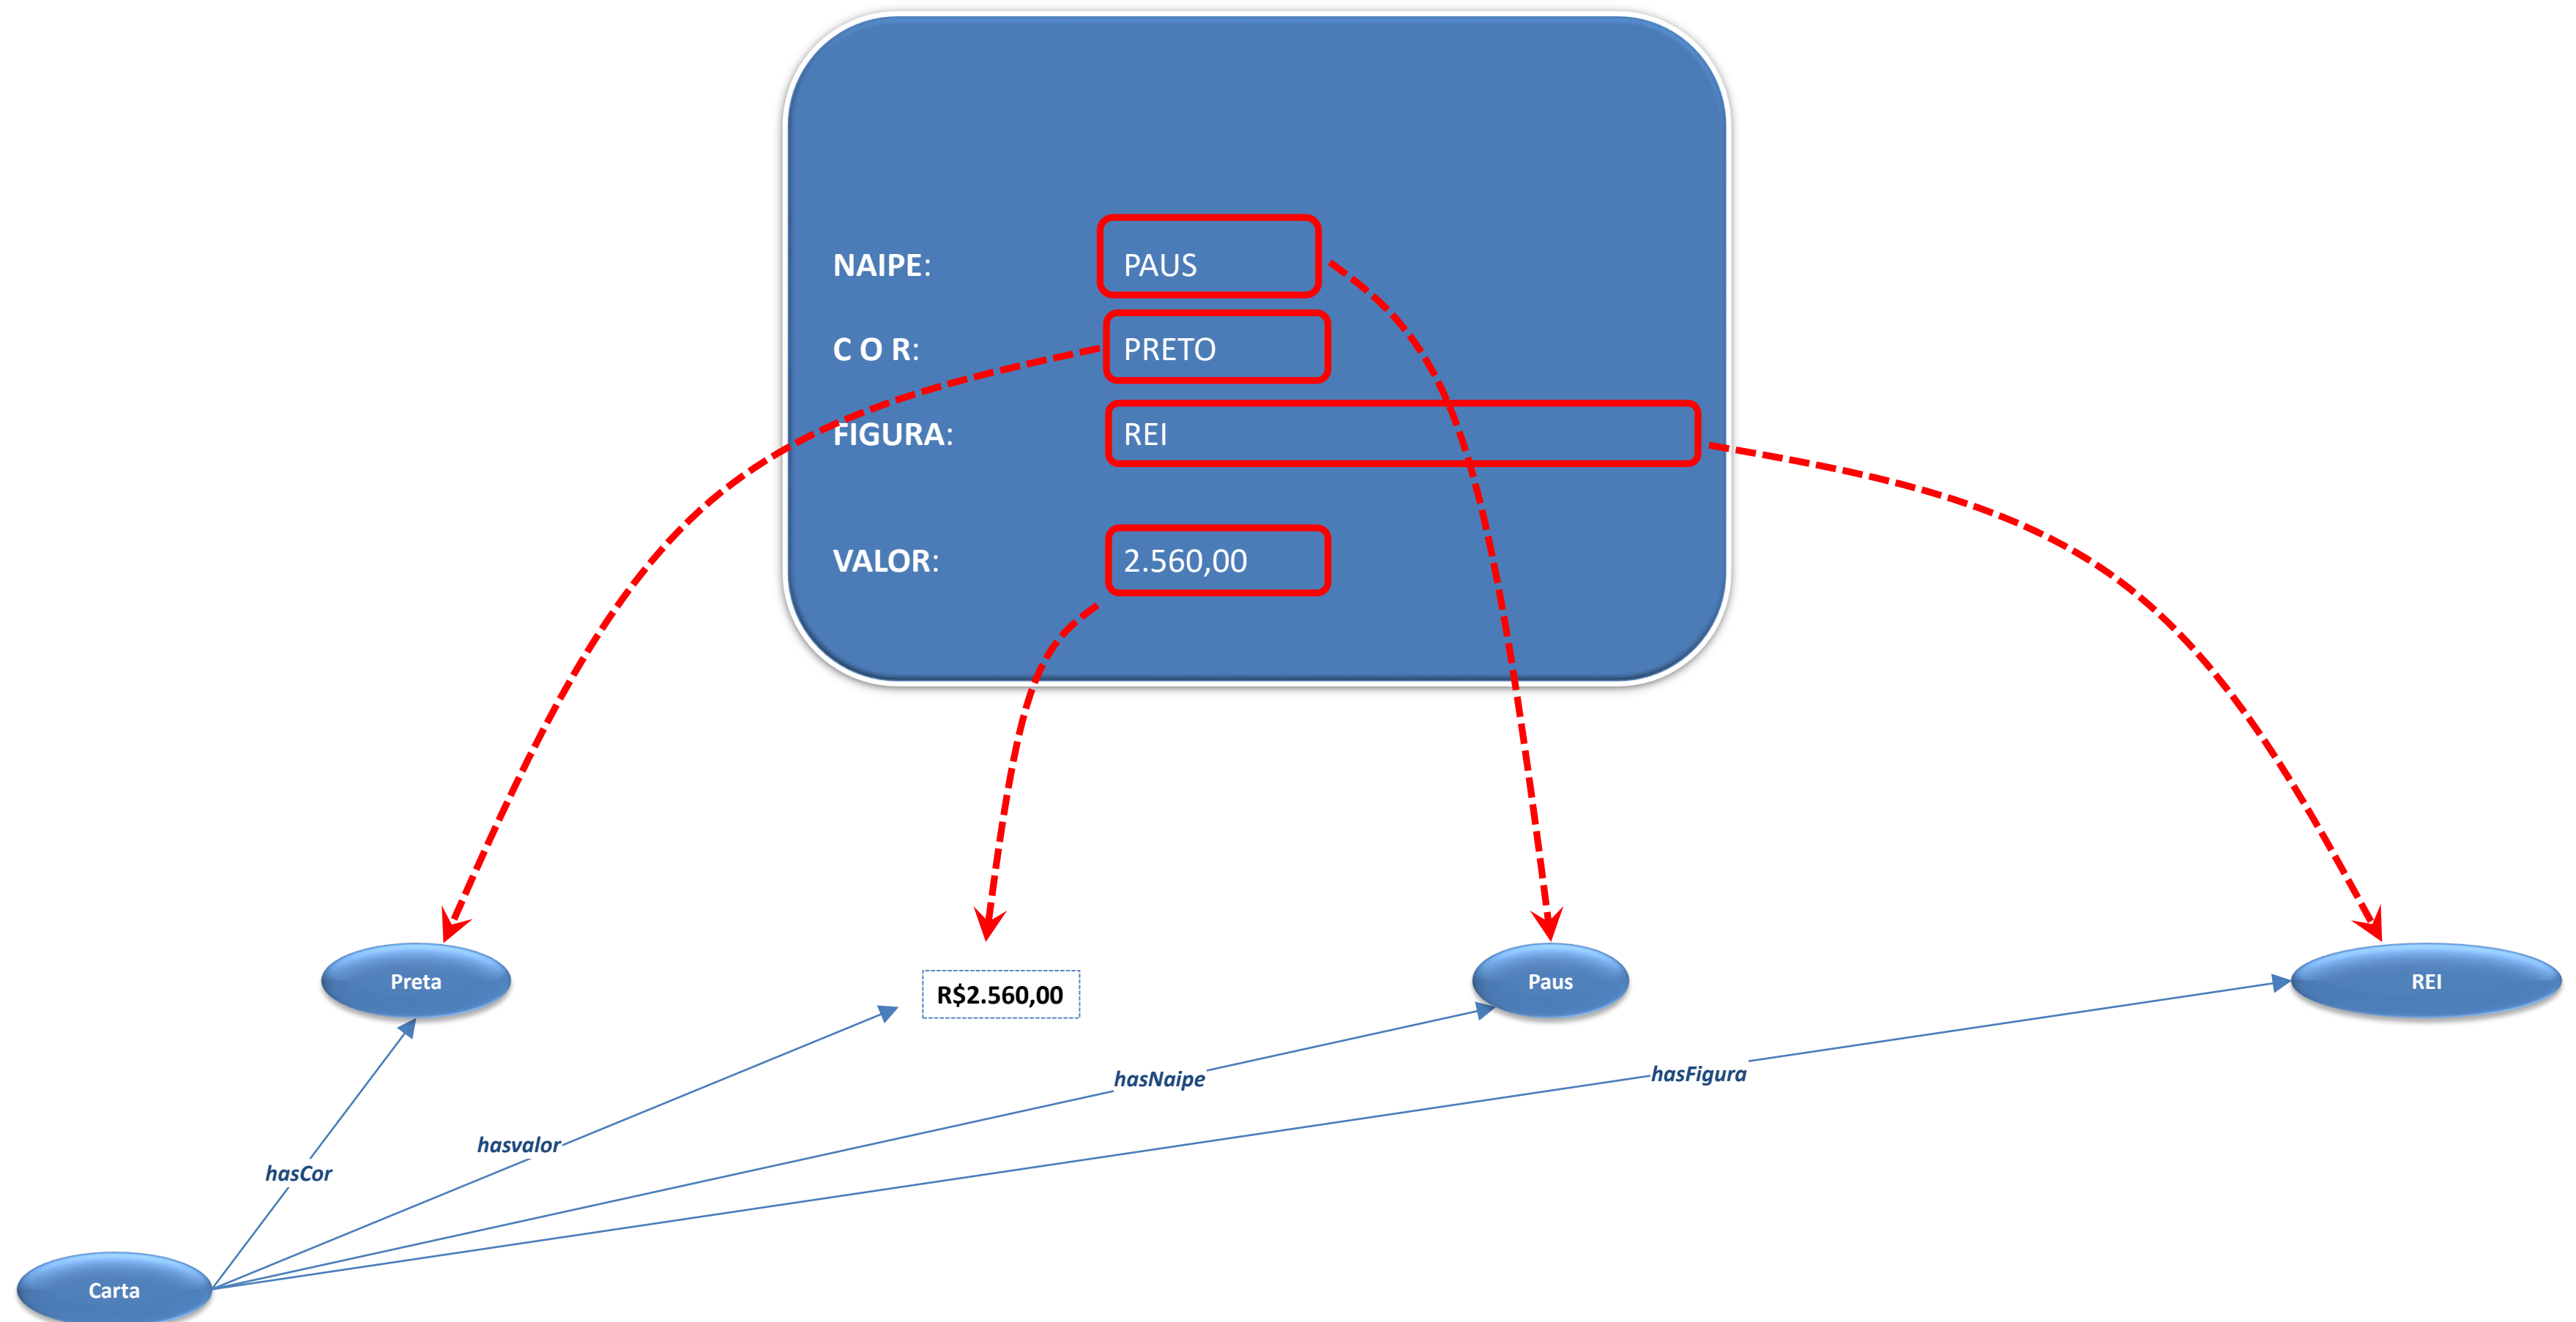 NAIPE: PAUS
C O R: PRETO
FIGURA: REI
VALOR: 2.560,00
Preta
R$2.560,00
Paus
REI
hasCor
hasvalor
hasNaipe
hasFigura
Carta